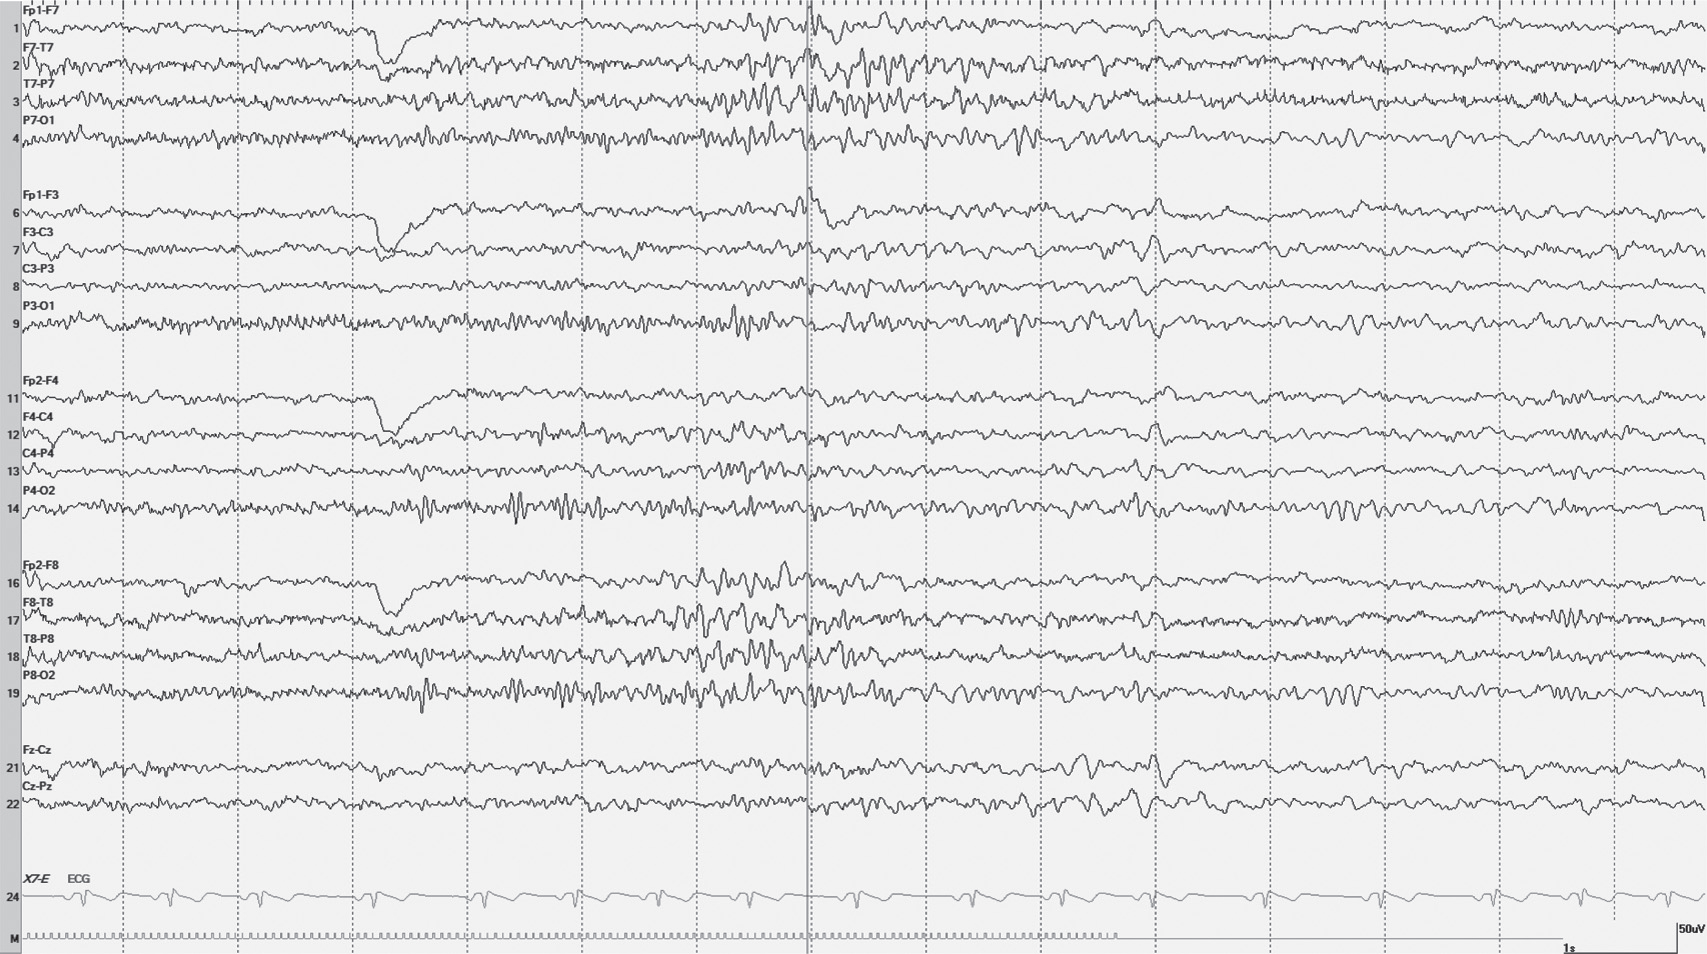 Fp1-F7
1
F7-T7
2
T7-P7
3
P7-O1
4
Fp1-F3
6
F3-C3
7
C3-P3
8
P3-O1
9
Fp2-F4
11
F4-C4
12
C4-P4
13
P4-O2
14
Fp2-F8
16
F8-T8
17
T8-P8
18
P8-O2
19
Fz-Cz
21
Cz-Pz
22
X7-E ECG
24
M
50uV
1s